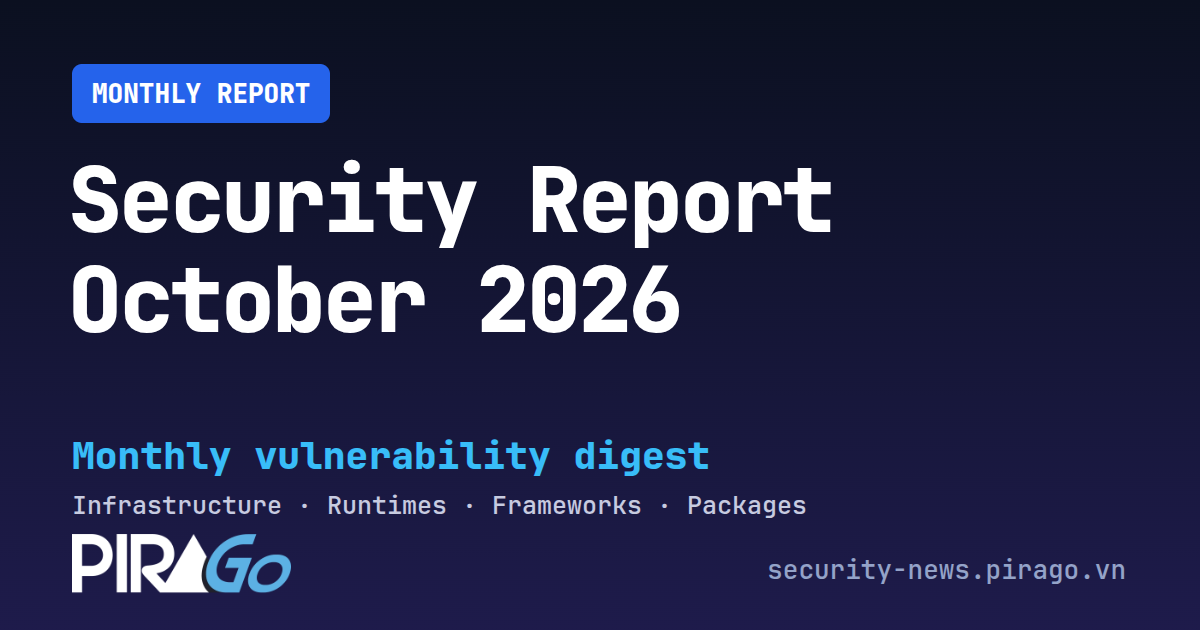 MONTHLY REPORT
Security Report
October 2026
Monthly vulnerability digest
Infrastructure · Runtimes · Frameworks · Packages
PIRAGO
security-news.pirago.vn